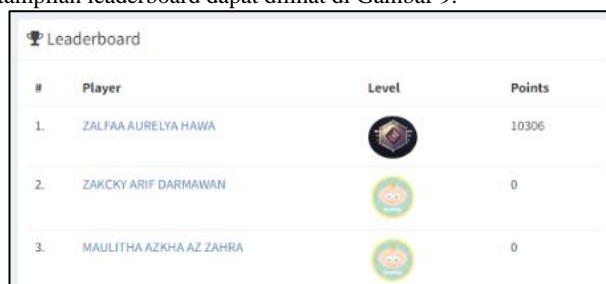 tampilan leaderboard dapat dilihat di Gambar 9.
Leaderboard
# Player Level Points
1. ZALFAA AURELYA HAWA 10306
2. ZAKCKY ARIF DARMAWAN 0
3. MAULITHA AZKHA AZ ZAHRA 0